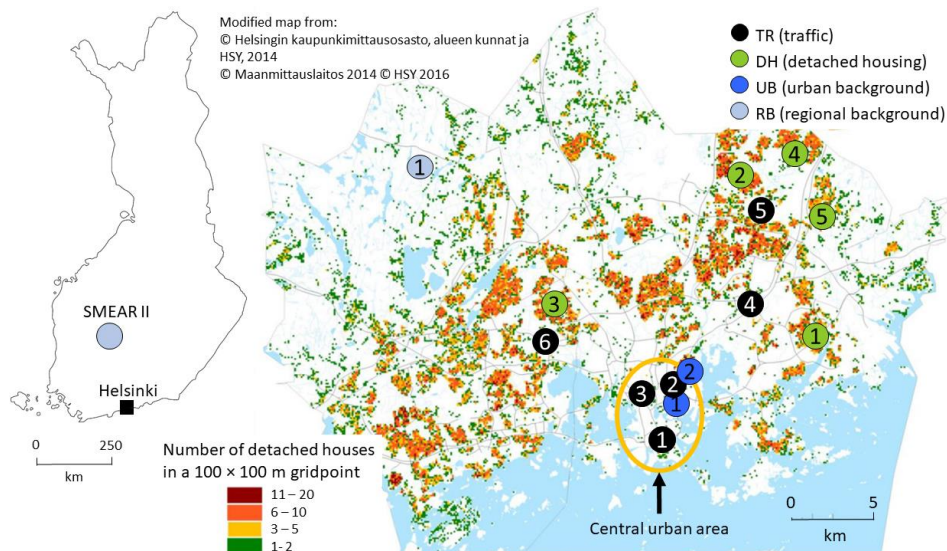 Modified map from:
© Helsingin kaupunkimittausosasto, alueen kunnat ja
HSY, 2014
© Maanmittauslaitos 2014 © HSY 2016
TR (traffic)
DH (detached housing)
UB (urban background)
RB (regional background)
1
4
2
5
5
3
4
6
1
2
2
3
1
1
SMEAR II
Helsinki
0 250
km
Number of detached houses
in a 100 × 100 m gridpoint
11 – 20
6 – 10
3 – 5
1- 2
Central urban area
0 5
km